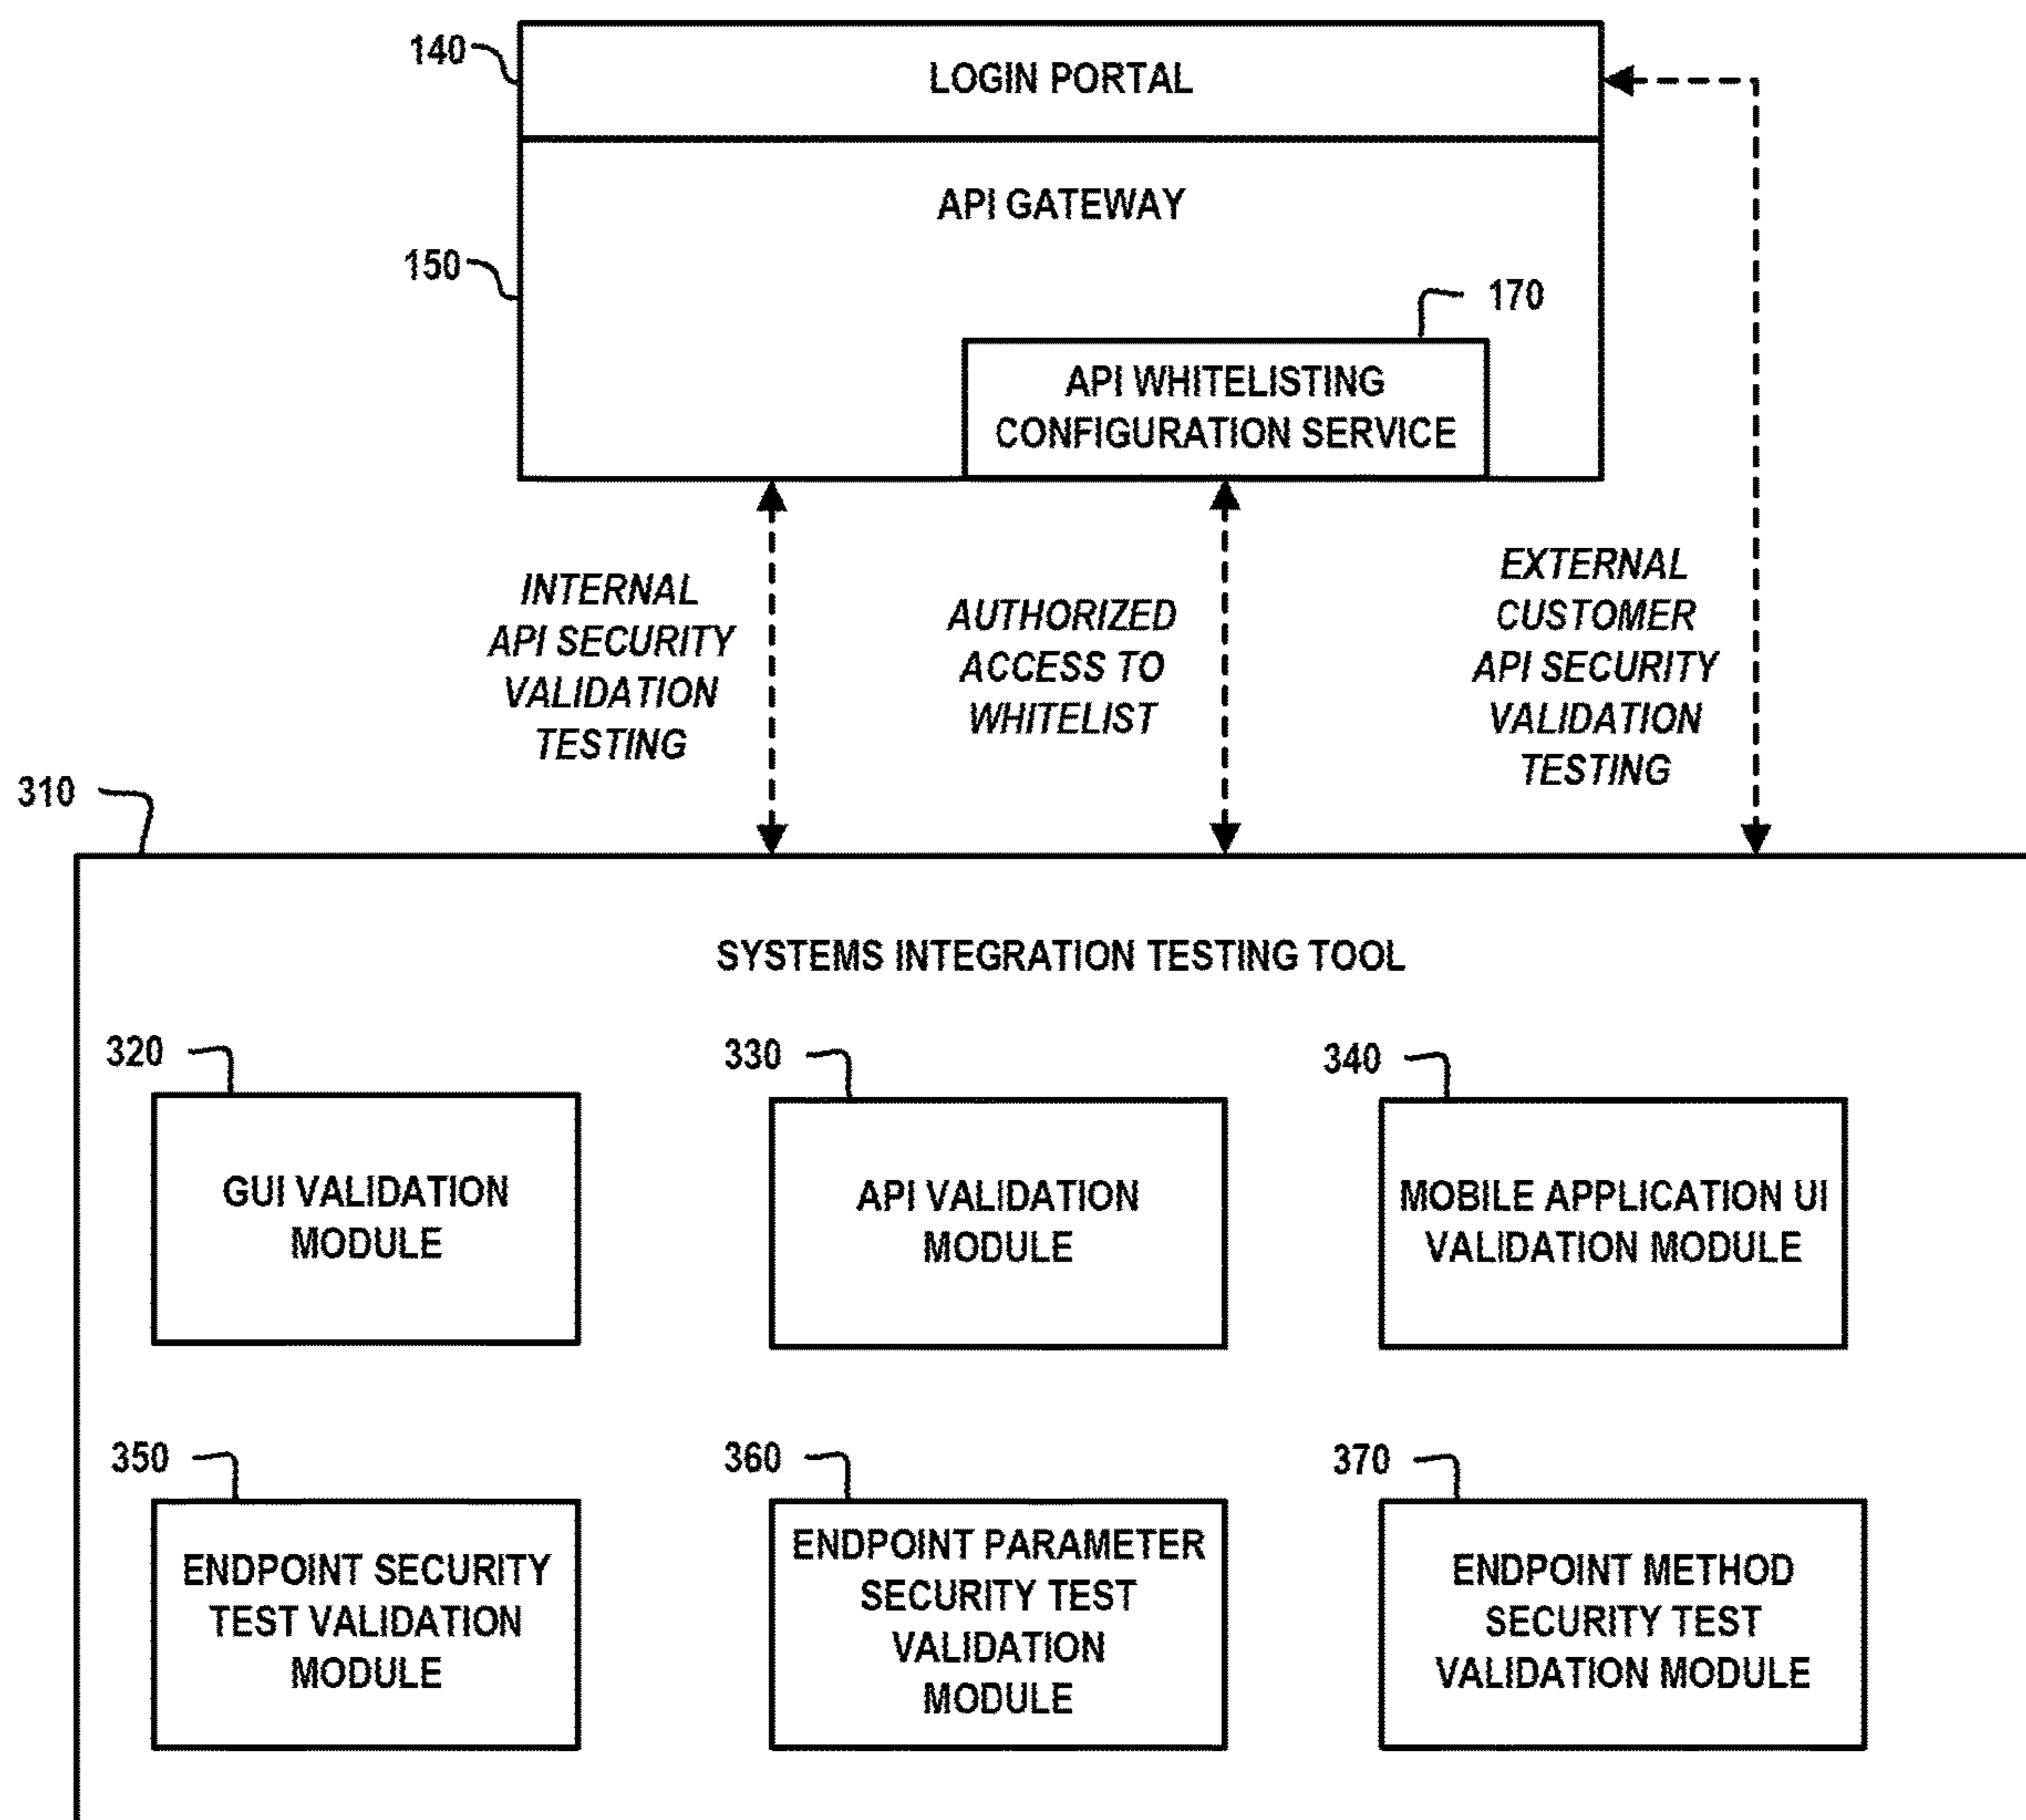 140
LOGIN PORTAL
API GATEWAY
150
170
API WHITELISTING
CONFIGURATION SERVICE
INTERNAL
API SECURITY
VALIDATION
TESTING
AUTHORIZED
ACCESS TO
WHITELIST
EXTERNAL
CUSTOMER
API SECURITY
VALIDATION
TESTING
310
SYSTEMS INTEGRATION TESTING TOOL
320
GUI VALIDATION
MODULE
330
API VALIDATION
MODULE
340
MOBILE APPLICATION UI
VALIDATION MODULE
350
ENDPOINT SECURITY
TEST VALIDATION
MODULE
360
ENDPOINT PARAMETER
SECURITY TEST
VALIDATION
MODULE
370
ENDPOINT METHOD
SECURITY TEST
VALIDATION MODULE